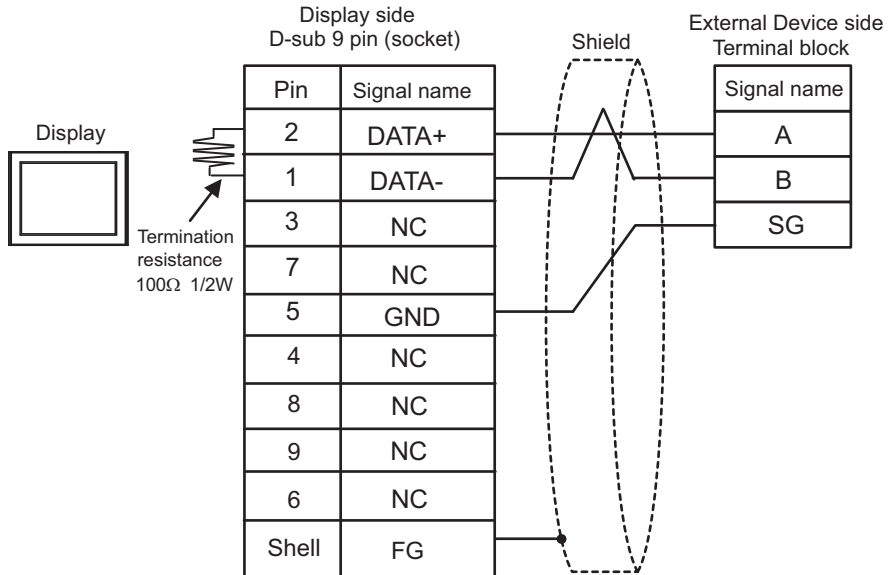 Display side
D-sub 9 pin (socket)
Shield
External Device side
Terminal block
Display
Termination
resistance
100Ω 1/2W
Pin Signal name
2 DATA+
1 DATA-
3 NC
7 NC
5 GND
4 NC
8 NC
9 NC
6 NC
Shell FG
Signal name
A
B
SG